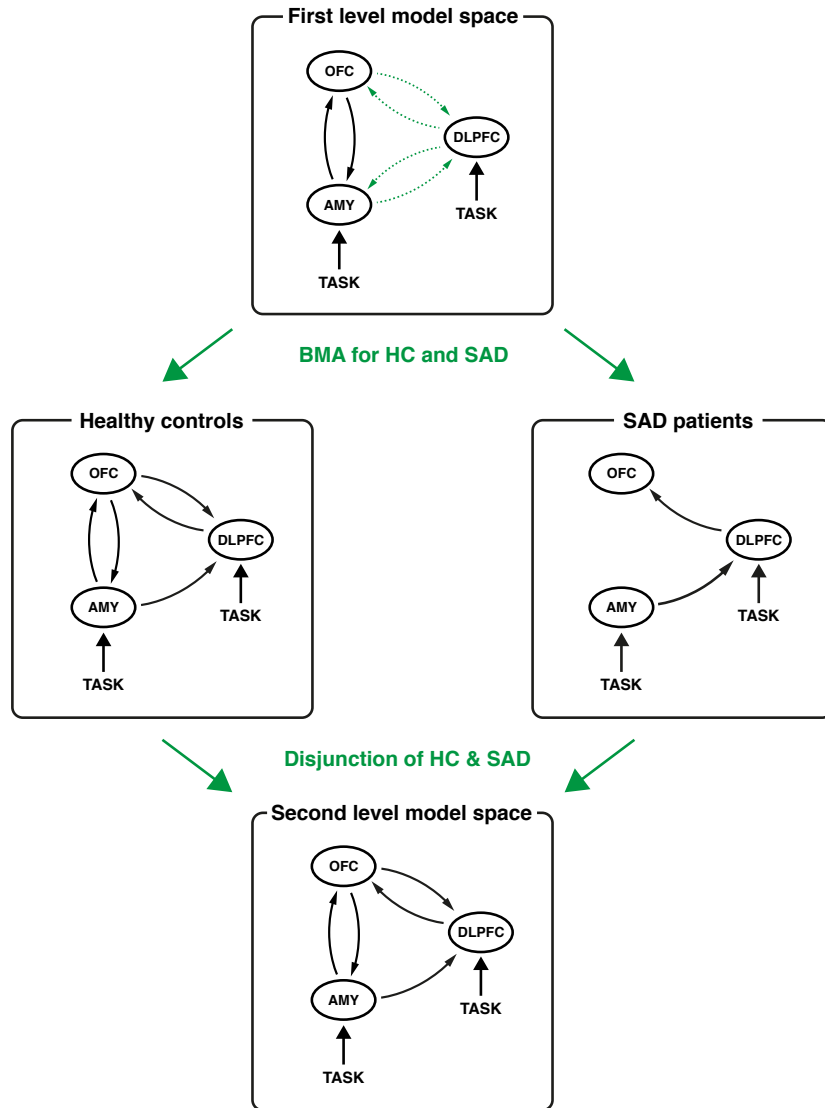 First level model space
OFC
DLPFC
AMY
TASK
TASK
BMA for HC and SAD
Healthy controls
OFC
DLPFC
AMY
TASK
TASK
SAD patients
OFC
DLPFC
AMY
TASK
TASK
Disjunction of HC & SAD
Second level model space
OFC
DLPFC
AMY
TASK
TASK